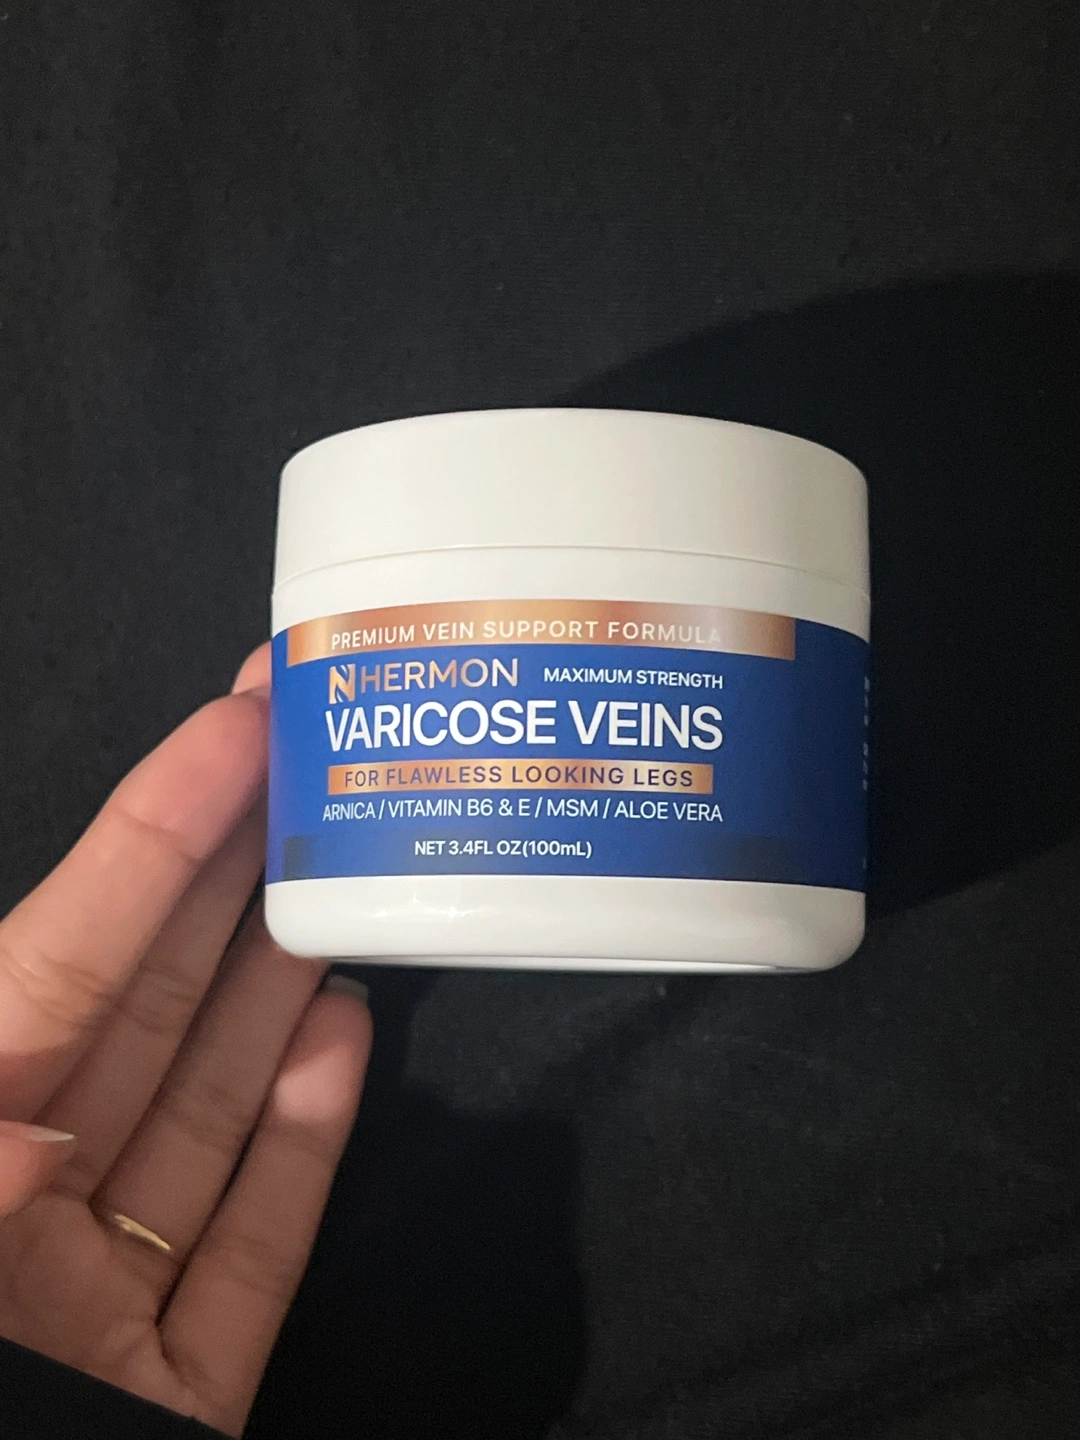 PREMIUM VEIN SUPPORT FORMULA
HERMON MAXIMUM STRENGTH
VARICOSE VEINS
FOR FLAWLESS LOOKING LEGS
ARNICA / VITAMIN B6 & E / MSM / ALOE VERA
NET 3.4FL OZ(100mL)